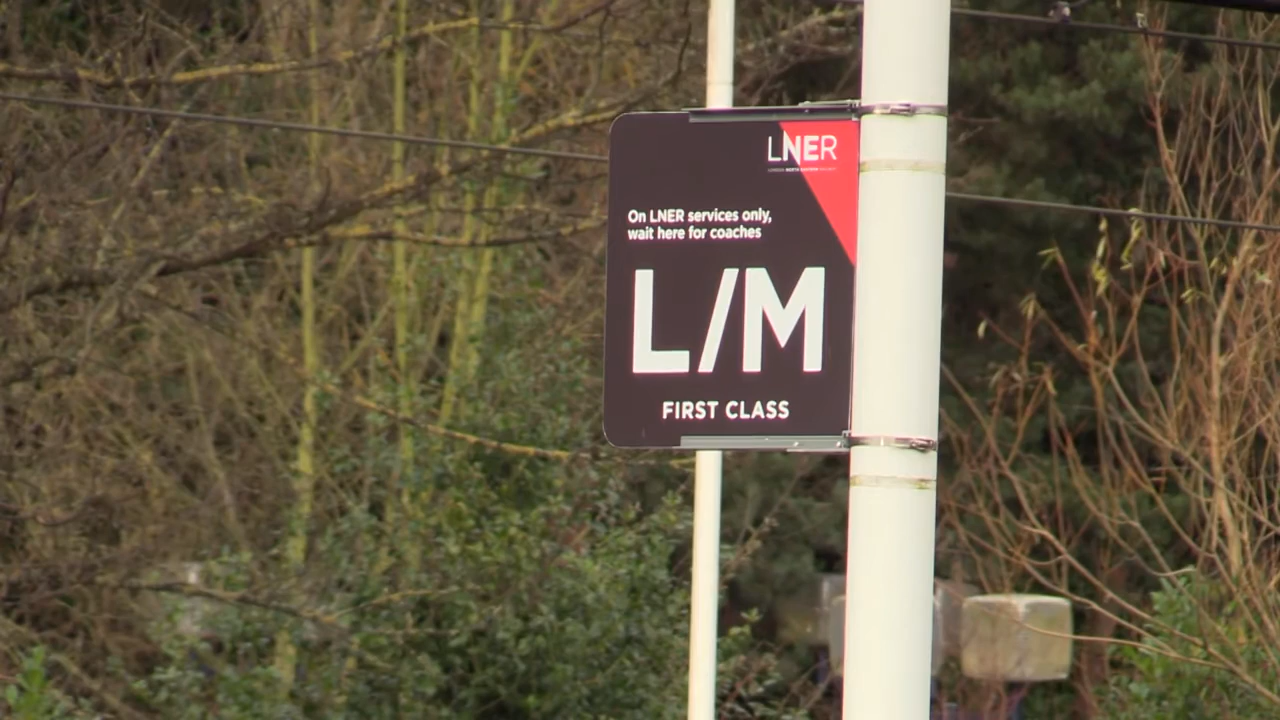 LNER
On LNER services only,
wait here for coaches
L/M
FIRST CLASS